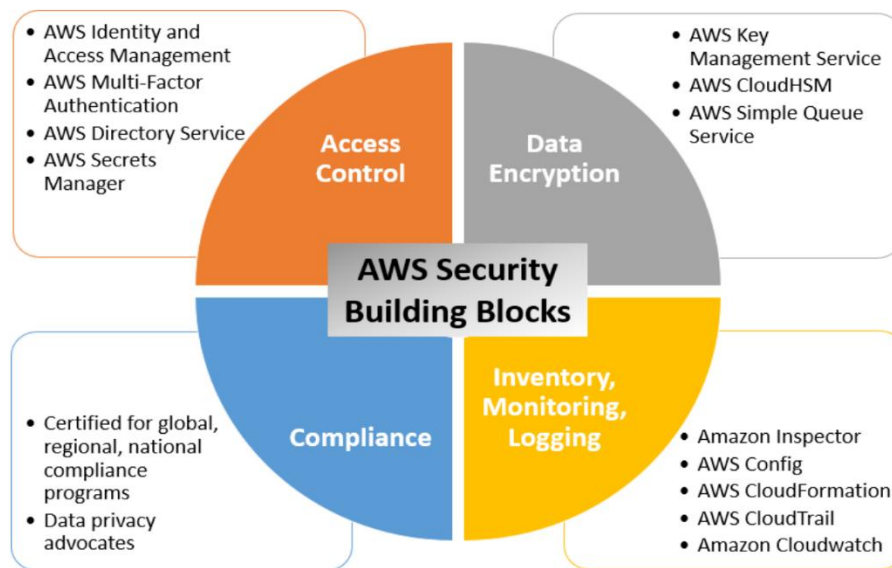 • AWS Identity and
Access Management
• AWS Multi-Factor
Authentication
• AWS Directory Service
• AWS Secrets
Manager
Access
Control
Data
Encryption
• AWS Key
Management Service
• AWS CloudHSM
• AWS Simple Queue
Service
AWS Security
Building Blocks
• Certified for global,
regional, national
compliance
programs
• Data privacy
advocates
Compliance
Inventory,
Monitoring,
Logging
• Amazon Inspector
• AWS Config
• AWS CloudFormation
• AWS CloudTrail
• Amazon Cloudwatch